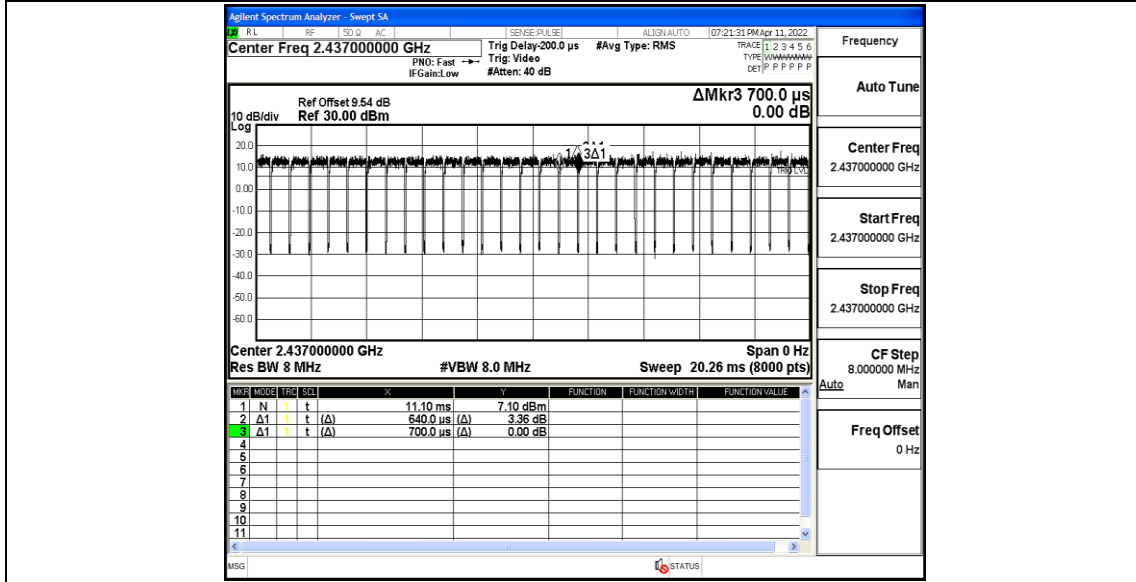 Agilent Spectrum Analyzer - Swept SA
RL RF 50 Ω AC SENSE:PULSE ALIGN AUTO 07:21:31 PM Apr 11, 2022
Center Freq 2.437000000 GHz
Trig Delay-200.0 µs #Avg Type: RMS TRACE 1 2 3 4 5 6
PNO: Fast Trig: Video TYPE WWWWWW
IFGain:Low #Atten: 40 dB DET P P P P P P
ΔMkr3 700.0 µs
0.00 dB
Ref Offset 9.54 dB
10 dB/div Ref 30.00 dBm
Log
20.0
10.0
0.00
-10.0
-20.0
-30.0
-40.0
-50.0
-60.0
1 3Δ1
TRIG LVL
Center 2.437000000 GHz Span 0 Hz
Res BW 8 MHz #VBW 8.0 MHz Sweep 20.26 ms (8000 pts)
MKR MODE TRC SCL X Y FUNCTION FUNCTION WIDTH FUNCTION VALUE
1 N 1 t 11.10 ms 7.10 dBm
2 Δ1 1 t (Δ) 640.0 µs (Δ) 3.36 dB
3 Δ1 1 t (Δ) 700.0 µs (Δ) 0.00 dB
4
5
6
7
8
9
10
11
MSG STATUS
Frequency
Auto Tune
Center Freq
2.437000000 GHz
Start Freq
2.437000000 GHz
Stop Freq
2.437000000 GHz
CF Step
8.000000 MHz
Auto Man
Freq Offset
0 Hz